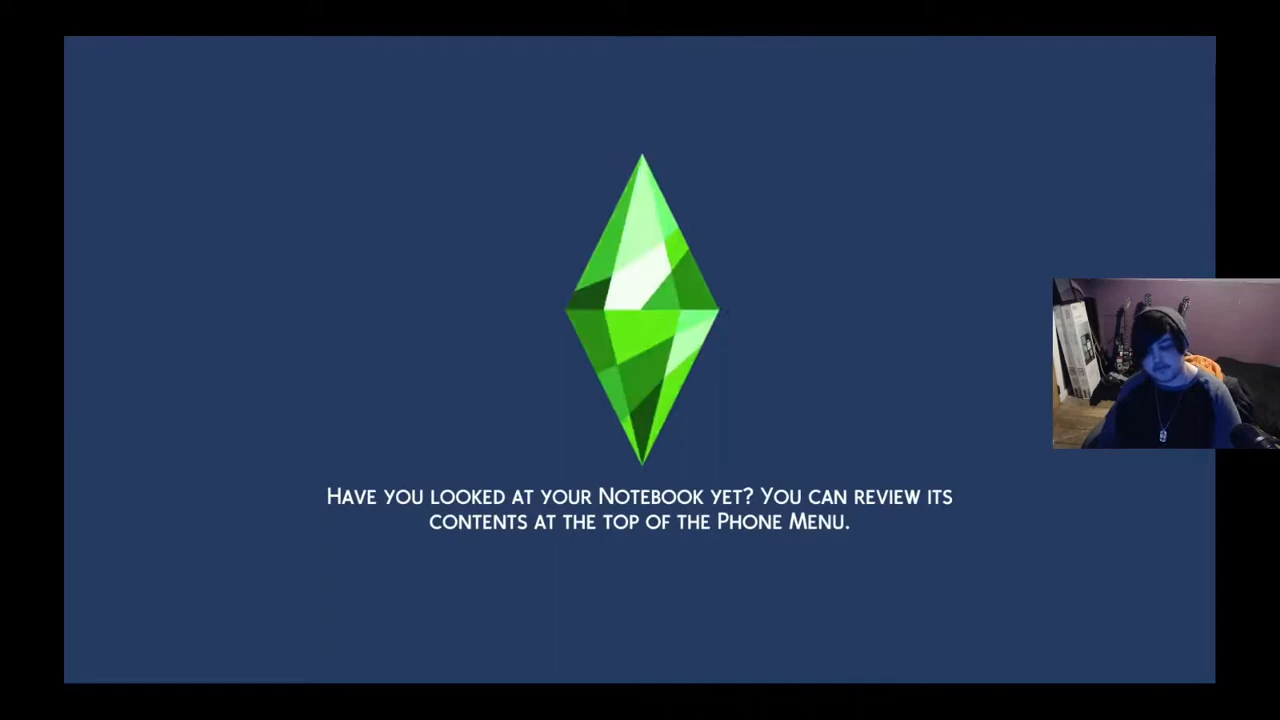 Have you looked at your Notebook yet? You can review its
contents at the top of the Phone Menu.